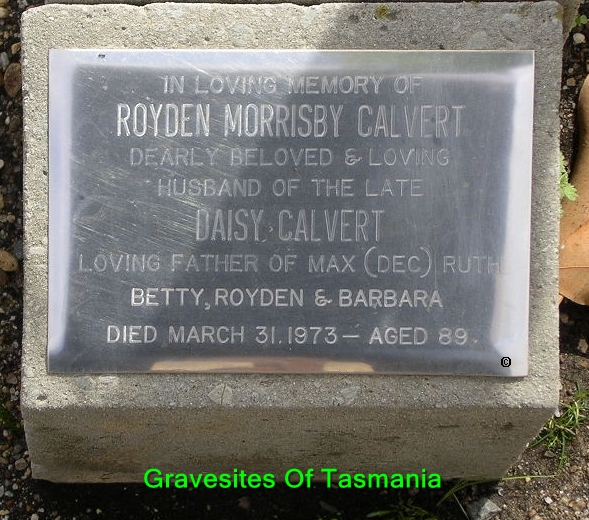 IN LOVING MEMORY OF
ROYDEN MORRISBY CALVERT
DEARLY BELOVED & LOVING
HUSBAND OF THE LATE
DAISY CALVERT
LOVING FATHER OF MAX (DEC) RUTH
BETTY, ROYDEN & BARBARA
DIED MARCH 31. 1973 — AGED 89.
©
Gravesites Of Tasmania